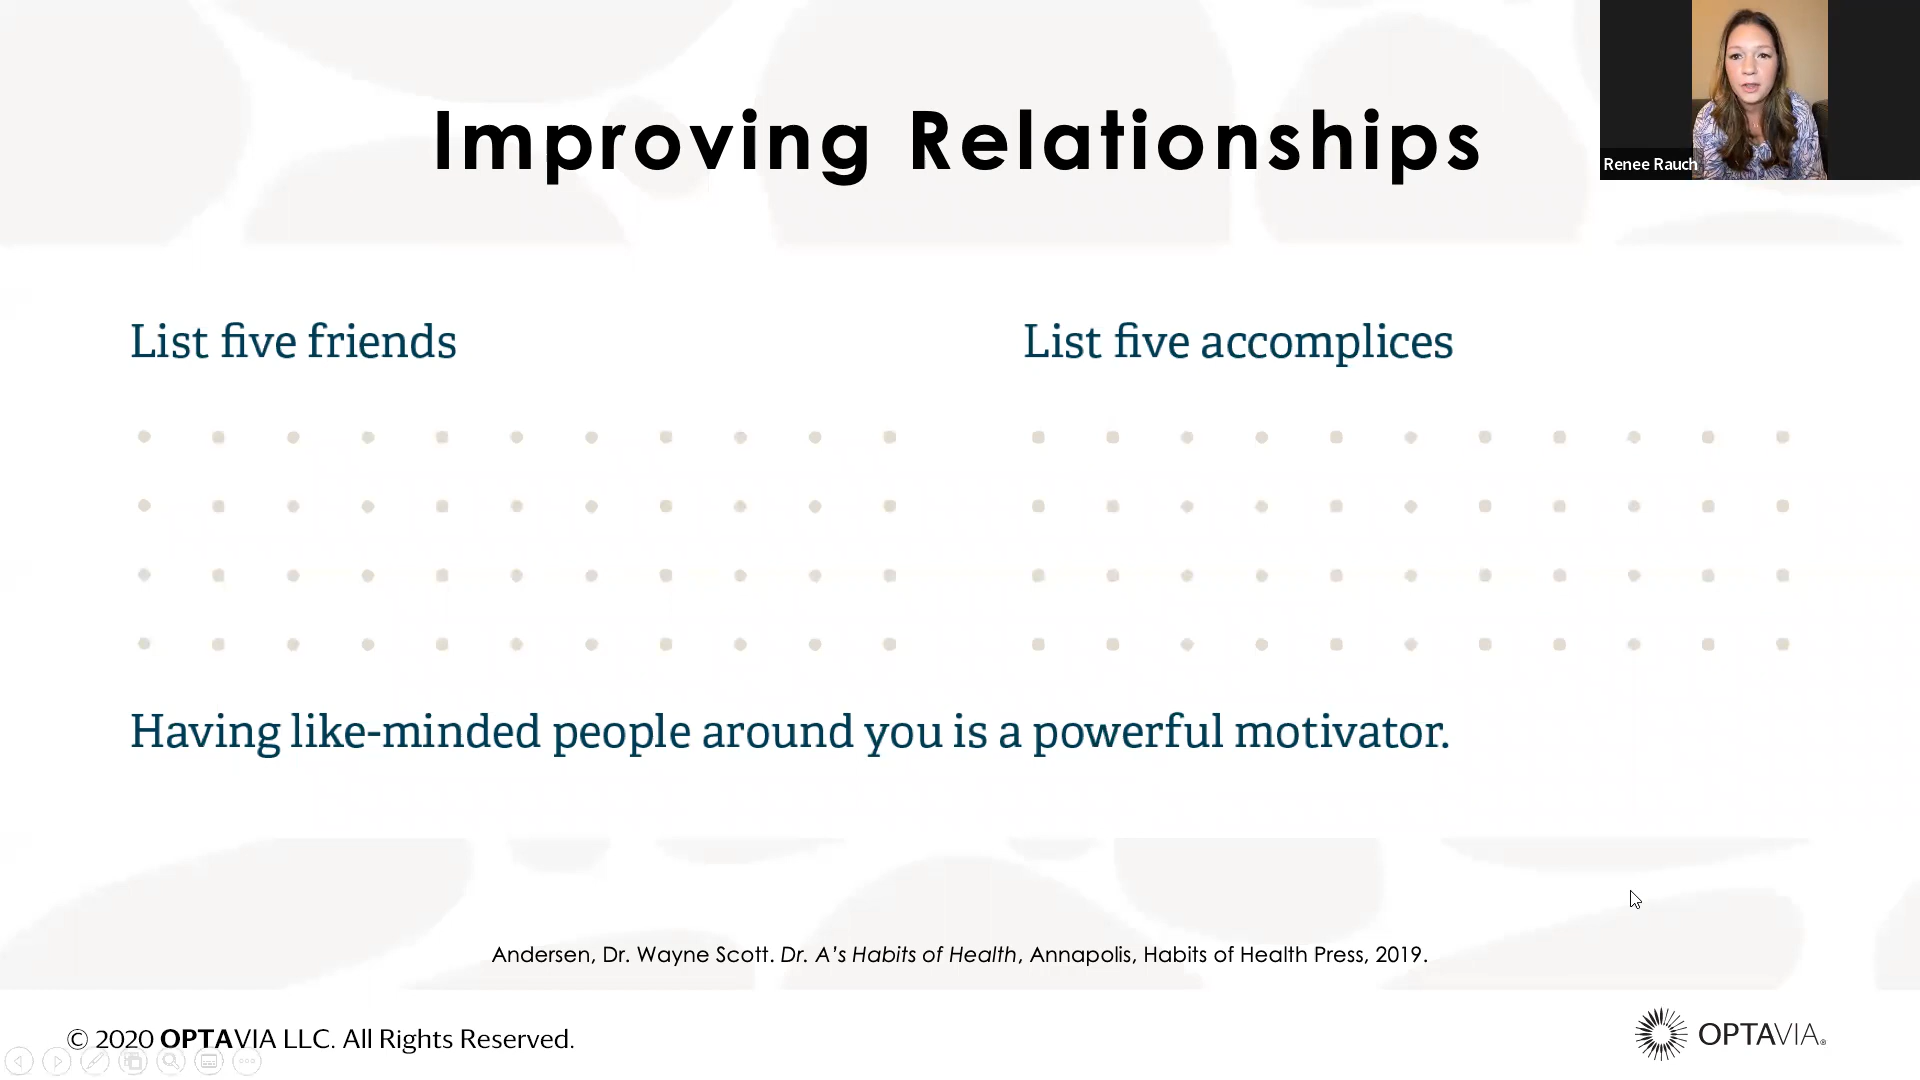 Improving Relationships
Renee Rauch
List five friends
List five accomplices
Having like-minded people around you is a powerful motivator.
Andersen, Dr. Wayne Scott. Dr. A’s Habits of Health, Annapolis, Habits of Health Press, 2019.
© 2020 OPTAVIA LLC. All Rights Reserved.
OPTAVIA®